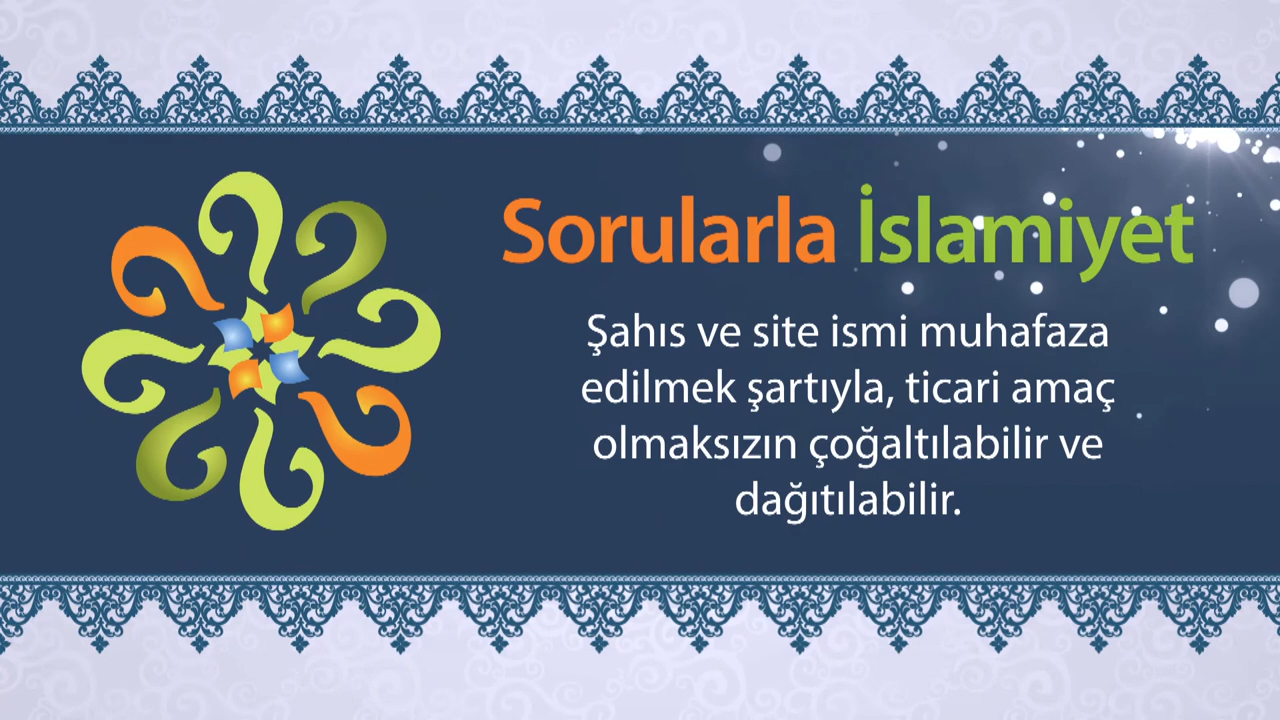 Sorularla İslamiyet
Şahıs ve site ismi muhafaza
edilmek şartıyla, ticari amaç
olmaksızın çoğaltılabilir ve
dağıtılabilir.